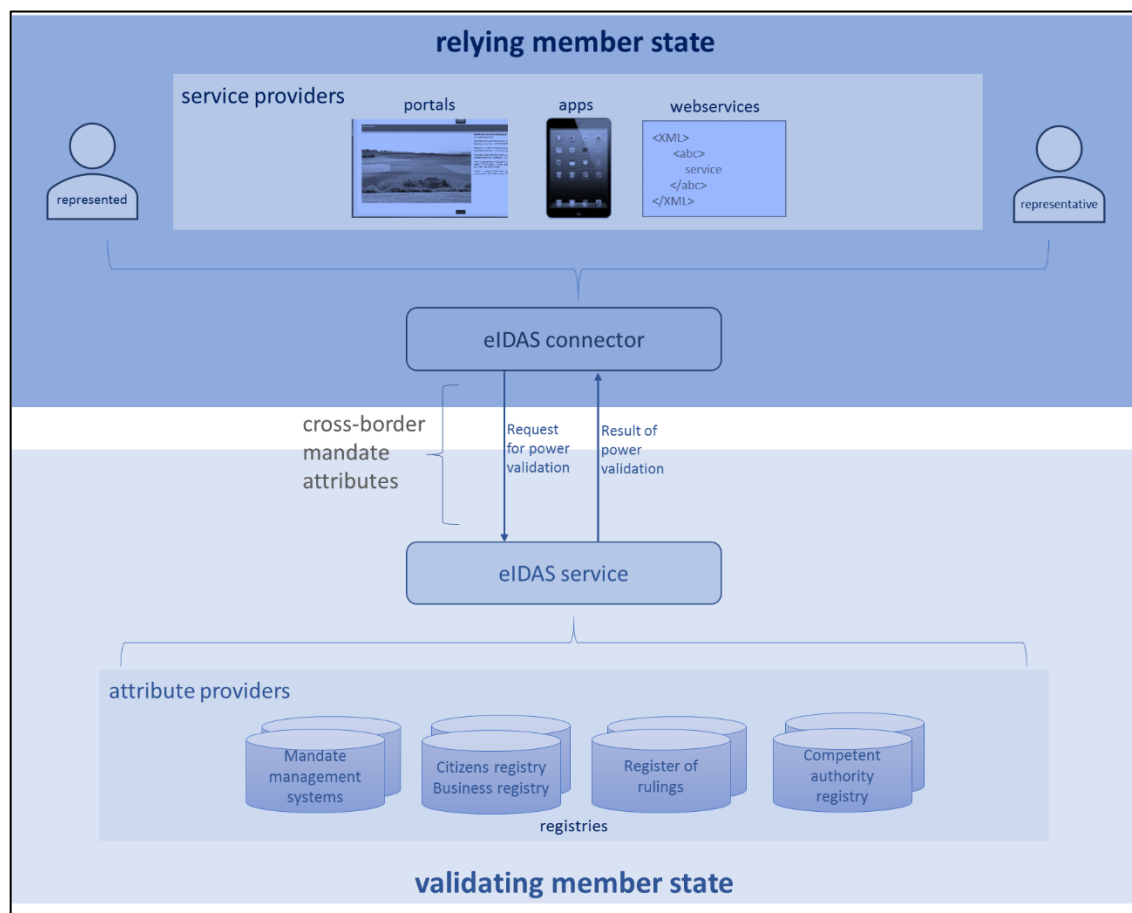 relying member state
service providers
portals
apps
webservices
<XML>
<abc>
service
</abc>
</XML>
represented
representative
eIDAS connector
cross-border
mandate
attributes
Request
for power
validation
Result of
power
validation
eIDAS service
attribute providers
Mandate
management
systems
Citizens registry
Business registry
Register of
rulings
Competent
authority
registry
registries
validating member state